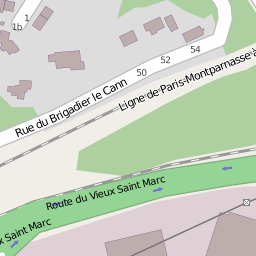 1
1b
54
52
50
Rue du Brigadier le Cann
Ligne de Paris-Montparnasse à
Route du Vieux Saint Marc
x Saint Marc